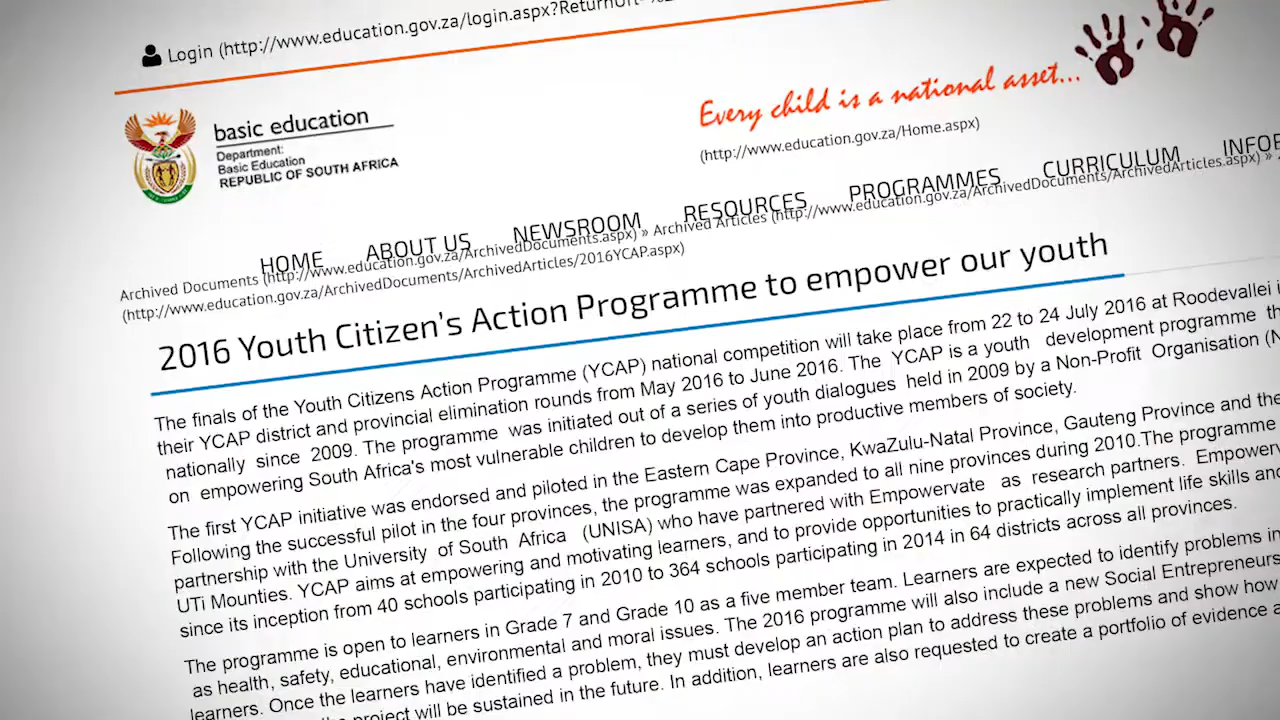 Login (http://www.education.gov.za/login.aspx?ReturnUrl=
basic education
Department:
Basic Education
REPUBLIC OF SOUTH AFRICA
Every child is a national asset...
(http://www.education.gov.za/Home.aspx)
HOME ABOUT US NEWSROOM RESOURCES PROGRAMMES CURRICULUM INFOR
Archived Documents (http://www.education.gov.za/ArchivedDocuments.aspx) » Archived Articles (http://www.education.gov.za/ArchivedDocuments/ArchivedArticles.aspx) »
(http://www.education.gov.za/ArchivedDocuments/ArchivedArticles/2016YCAP.aspx)
2016 Youth Citizen's Action Programme to empower our youth
The finals of the Youth Citizens Action Programme (YCAP) national competition will take place from 22 to 24 July 2016 at Roodevallei
their YCAP district and provincial elimination rounds from May 2016 to June 2016. The YCAP is a youth development programme
nationally since 2009. The programme was initiated out of a series of youth dialogues held in 2009 by a Non-Profit Organisation
on empowering South Africa's most vulnerable children to develop them into productive members of society.
The first YCAP initiative was endorsed and piloted in the Eastern Cape Province, KwaZulu-Natal Province, Gauteng Province and the
Following the successful pilot in the four provinces, the programme was expanded to all nine provinces during 2010.The programme
partnership with the University of South Africa (UNISA) who have partnered with Empowervate as research partners. Empowerv
UTi Mounties. YCAP aims at empowering and motivating learners, and to provide opportunities to practically implement life skills and
since its inception from 40 schools participating in 2010 to 364 schools participating in 2014 in 64 districts across all provinces.
The programme is open to learners in Grade 7 and Grade 10 as a five member team. Learners are expected to identify problems in
as health, safety, educational, environmental and moral issues. The 2016 programme will also include a new Social Entrepreneurs
learners. Once the learners have identified a problem, they must develop an action plan to address these problems and show how
the project will be sustained in the future. In addition, learners are also requested to create a portfolio of evidence